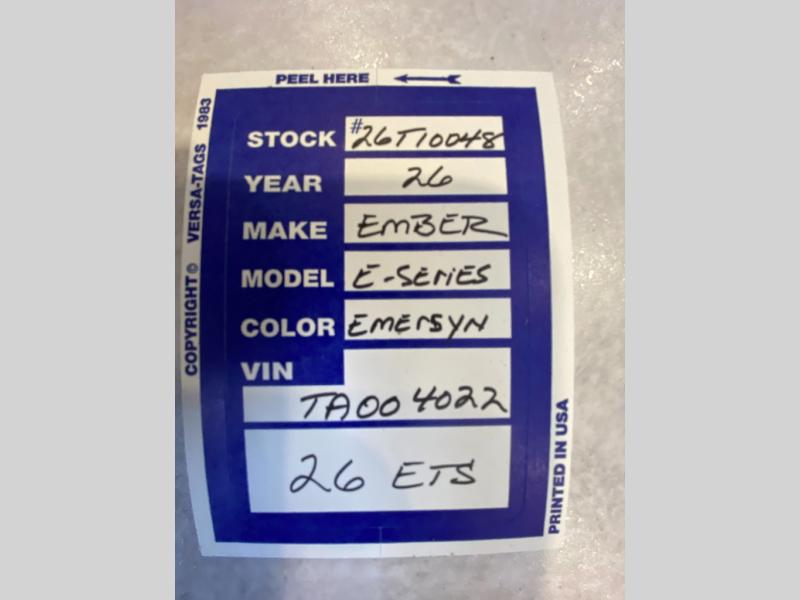 PEEL HERE
COPYRIGHT © VERSA-TAGS 1983
STOCK #26T10048
YEAR 26
MAKE EMBER
MODEL E-SERIES
COLOR EMERSYN
VIN
TA004022
26 ETS
PRINTED IN USA